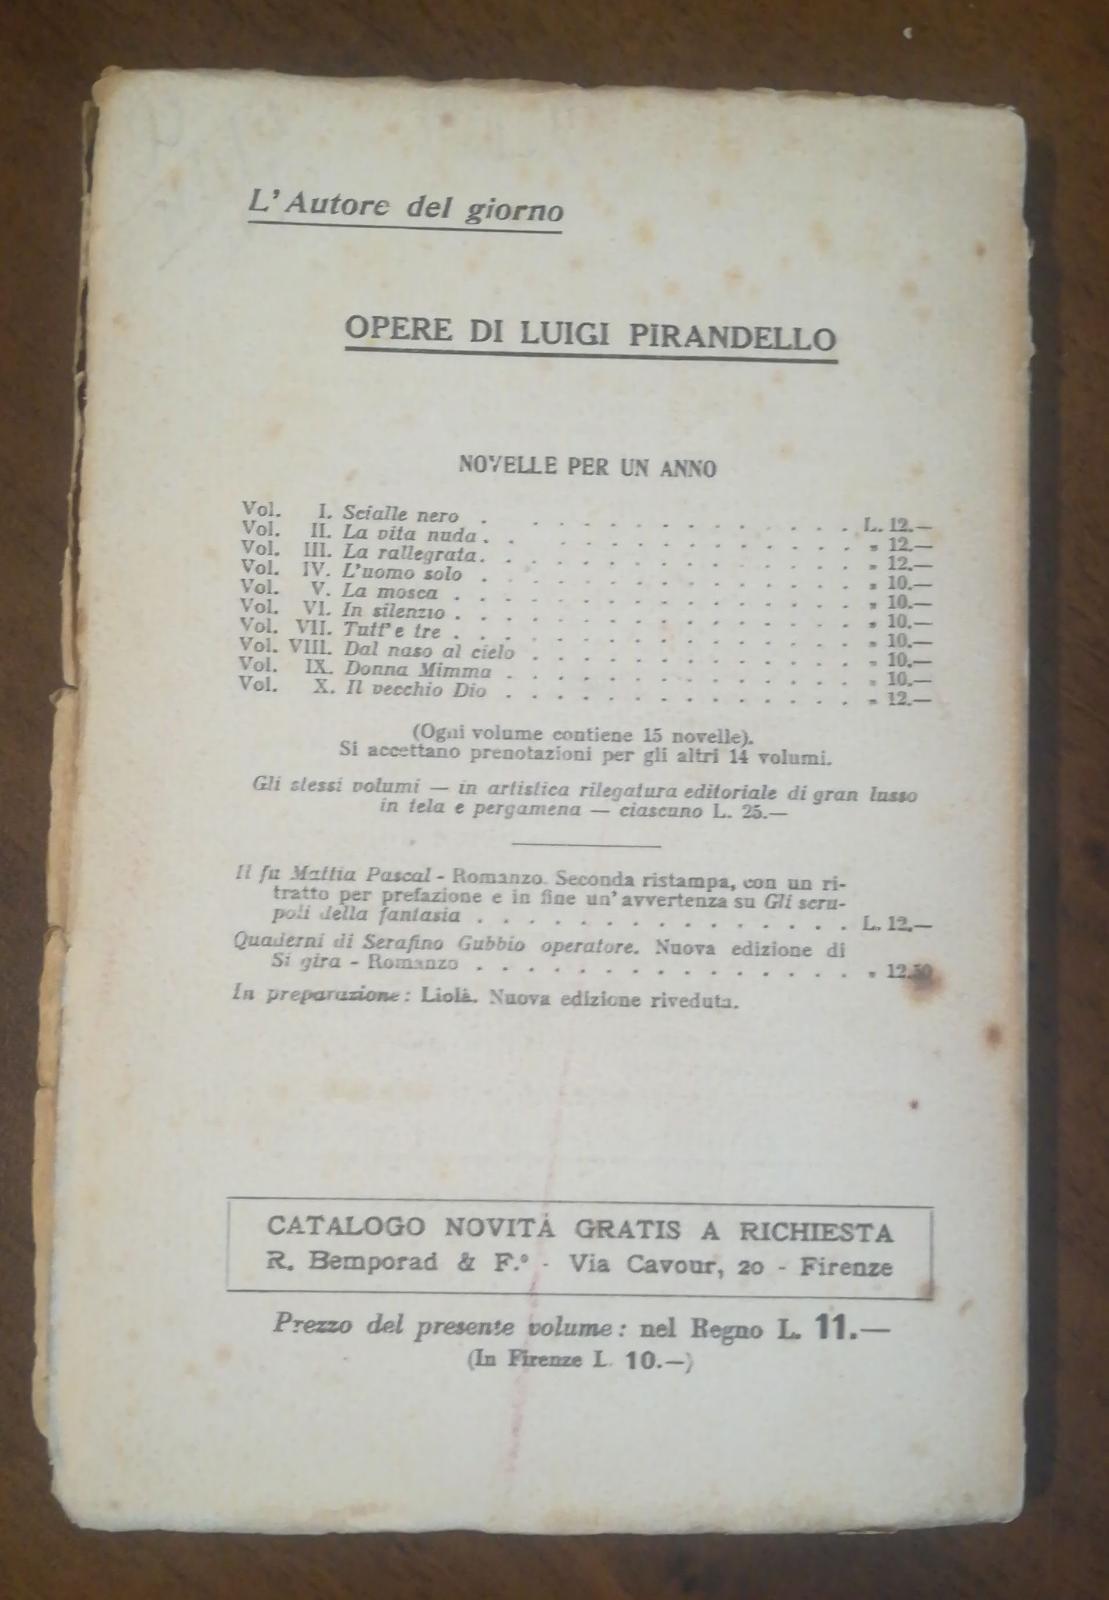 L'Autore del giorno
OPERE DI LUIGI PIRANDELLO
NOVELLE PER UN ANNO
Vol. I. Scialle nero . . . . . . . . . . . . . . L. 12.—
Vol. II. La vita nuda . . . . . . . . . . . . . . „ 12.—
Vol. III. La rallegrata . . . . . . . . . . . . . . „ 12.—
Vol. IV. L'uomo solo . . . . . . . . . . . . . . „ 10.—
Vol. V. La mosca . . . . . . . . . . . . . . . „ 10.—
Vol. VI. In silenzio . . . . . . . . . . . . . . . „ 10.—
Vol. VII. Tutt'e tre . . . . . . . . . . . . . . . „ 10.—
Vol. VIII. Dal naso al cielo . . . . . . . . . . . . „ 10.—
Vol. IX. Donna Mimma . . . . . . . . . . . . . „ 10.—
Vol. X. Il vecchio Dio . . . . . . . . . . . . . „ 12.—
(Ogni volume contiene 15 novelle).
Si accettano prenotazioni per gli altri 14 volumi.
Gli stessi volumi — in artistica rilegatura editoriale di gran lusso
in tela e pergamena — ciascuno L. 25.—
Il fu Mattia Pascal - Romanzo. Seconda ristampa, con un ri-
tratto per prefazione e in fine un'avvertenza su Gli scru-
poli della fantasia . . . . . . . . . . . . . . . L. 12.—
Quaderni di Serafino Gubbio operatore. Nuova edizione di
Si gira - Romanzo . . . . . . . . . . . . . . . . „ 12.50
In preparazione: Liolà. Nuova edizione riveduta.
CATALOGO NOVITÀ GRATIS A RICHIESTA
R. Bemporad & F.° - Via Cavour, 20 - Firenze
Prezzo del presente volume: nel Regno L. 11.—
(In Firenze L. 10.—)